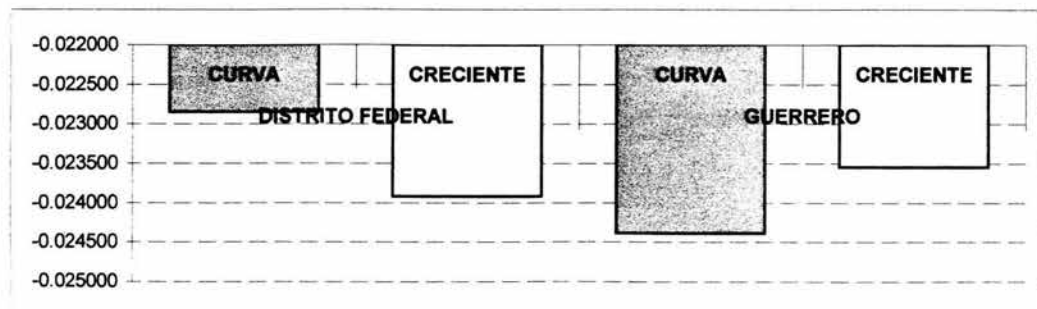 -0.022000
-0.022500
-0.023000
-0.023500
-0.024000
-0.024500
-0.025000
CURVA
CRECIENTE
CURVA
CRECIENTE
DISTRITO FEDERAL
GUERRERO